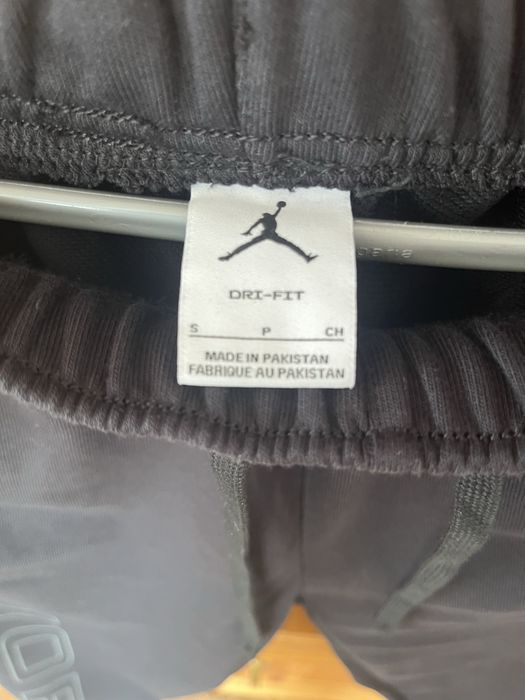 DRI-FIT
S P CH
MADE IN PAKISTAN
FABRIQUE AU PAKISTAN